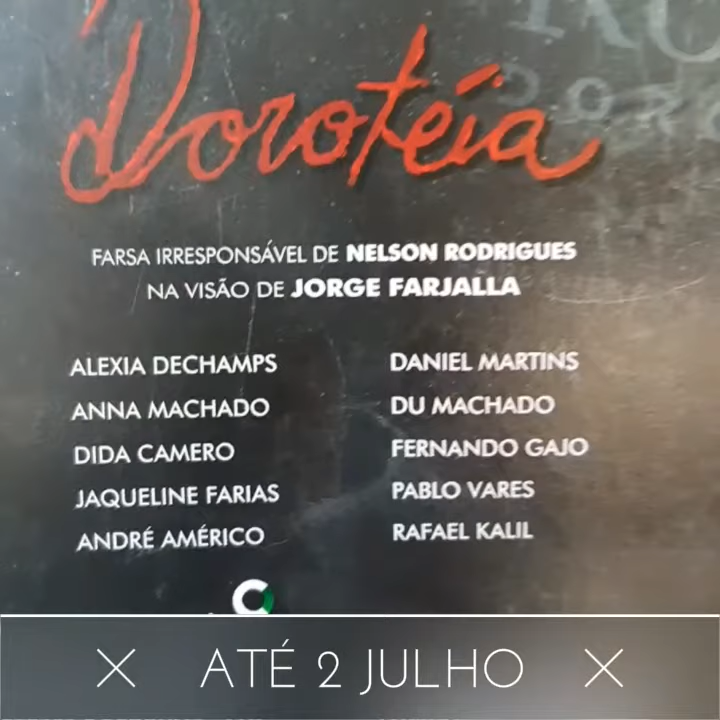 Dorotéia
FARSA IRRESPONSÁVEL DE NELSON RODRIGUES
NA VISÃO DE JORGE FARJALLA
ALEXIA DECHAMPS
ANNA MACHADO
DIDA CAMERO
JAQUELINE FARIAS
ANDRÉ AMÉRICO
DANIEL MARTINS
DU MACHADO
FERNANDO GAJO
PABLO VARES
RAFAEL KALIL
ATÉ 2 JULHO